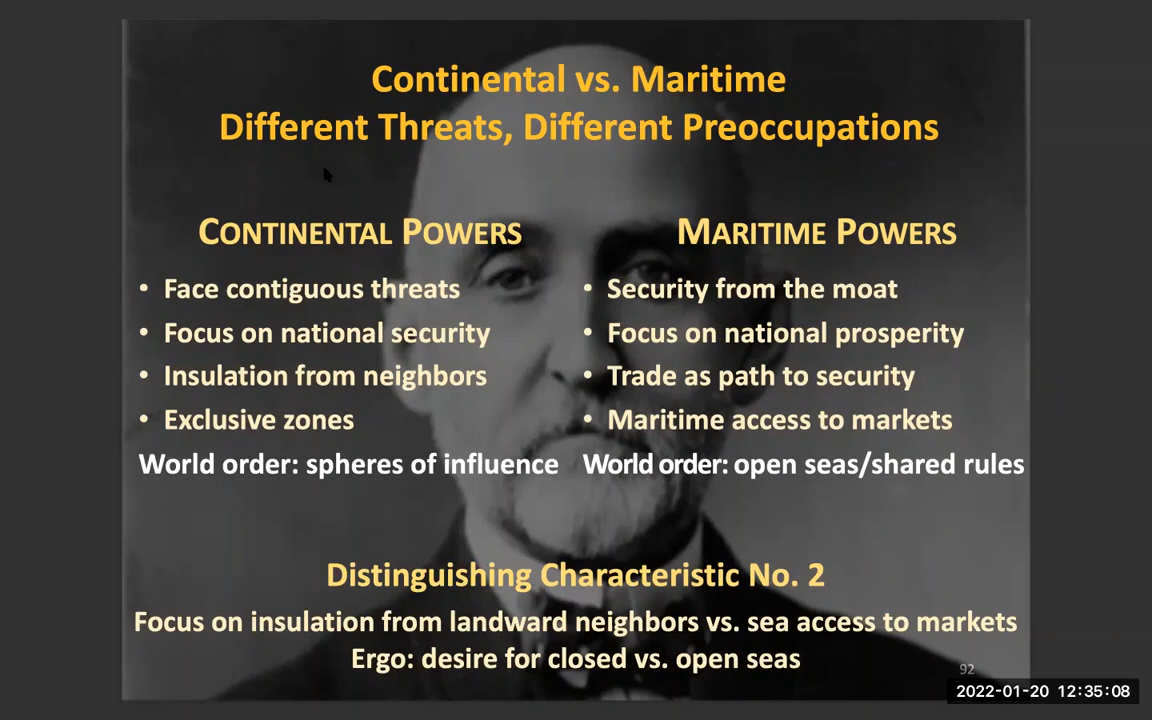 Continental vs. Maritime
Different Threats, Different Preoccupations
CONTINENTAL POWERS
• Face contiguous threats
• Focus on national security
• Insulation from neighbors
• Exclusive zones
World order: spheres of influence
MARITIME POWERS
• Security from the moat
• Focus on national prosperity
• Trade as path to security
• Maritime access to markets
World order: open seas/shared rules
Distinguishing Characteristic No. 2
Focus on insulation from landward neighbors vs. sea access to markets
Ergo: desire for closed vs. open seas
92
2022-01-20 12:35:08